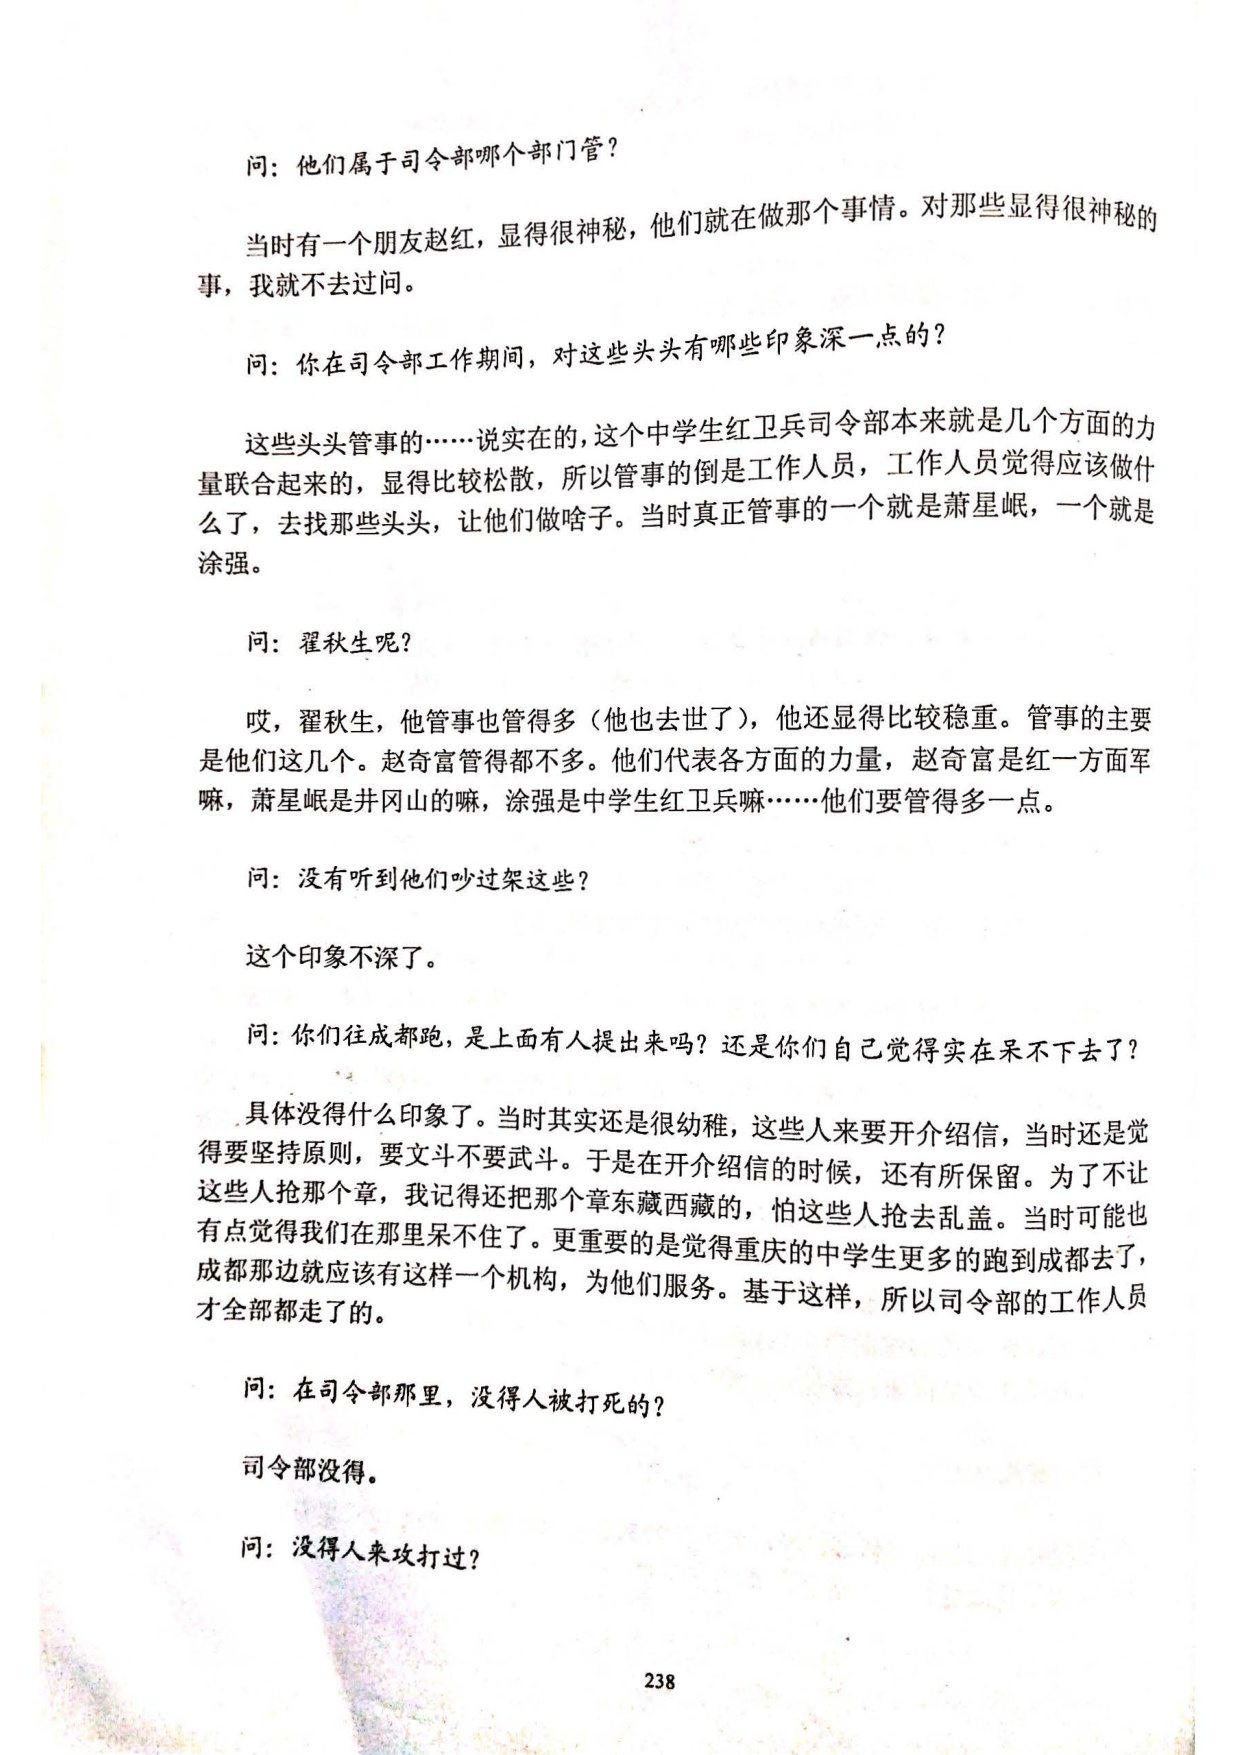 问：他们属于司令部哪个部门管？
当时有一个朋友赵红，显得很神秘，他们就在做那个事情。对那些显得很神秘的
事，我就不去过问。
问：你在司令部工作期间，对这些头头有哪些印象深一点的？
这些头头管事的……说实在的，这个中学生红卫兵司令部本来就是几个方面的力
量联合起来的，显得比较松散，所以管事的倒是工作人员，工作人员觉得应该做什
么了，去找那些头头，让他们做啥子。当时真正管事的一个就是萧星岷，一个就是
涂强。
问：翟秋生呢？
哎，翟秋生，他管事也管得多（他也去世了），他还显得比较稳重。管事的主要
是他们这几个。赵奇富管得都不多。他们代表各方面的力量，赵奇富是红一方面军
嘛，萧星岷是井冈山的嘛，涂强是中学生红卫兵嘛……他们要管得多一点。
问：没有听到他们吵过架这些？
这个印象不深了。
问：你们往成都跑，是上面有人提出来吗？还是你们自己觉得实在呆不下去了？
具体没得什么印象了。当时其实还是很幼稚，这些人来要开介绍信，当时还是觉
得要坚持原则，要文斗不要武斗。于是在开介绍信的时候，还有所保留。为了不让
这些人抢那个章，我记得还把那个章东藏西藏的，怕这些人抢去乱盖。当时可能也
有点觉得我们在那里呆不住了。更重要的是觉得重庆的中学生更多的跑到成都去了，
成都那边就应该有这样一个机构，为他们服务。基于这样，所以司令部的工作人员
才全部都走了的。
问：在司令部那里，没得人被打死的？
司令部没得。
问：没得人来攻打过？
238